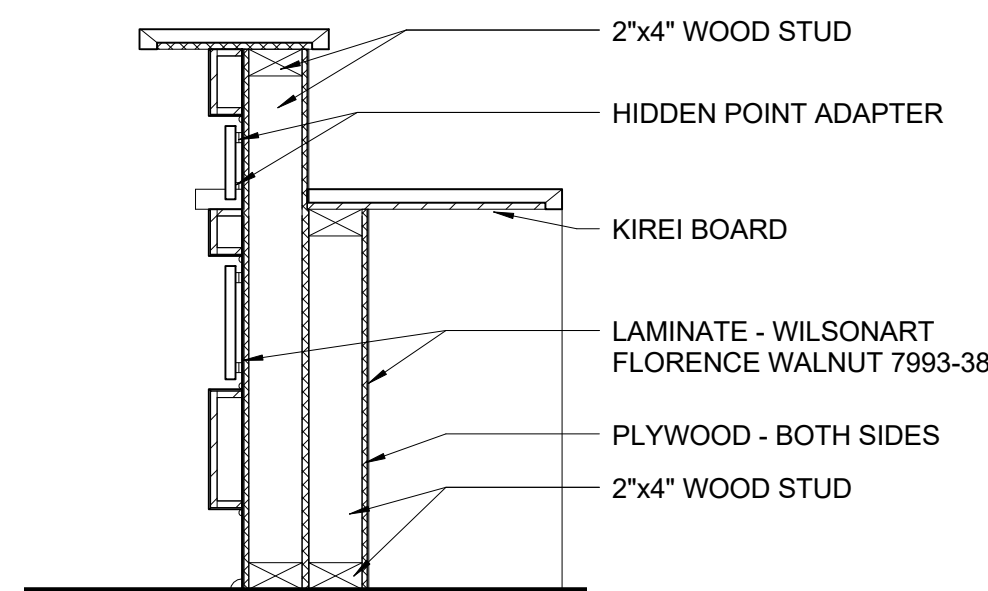 2"x4" WOOD STUD
HIDDEN POINT ADAPTER
KIREI BOARD
LAMINATE - WILSONART
FLORENCE WALNUT 7993-38
PLYWOOD - BOTH SIDES
2"x4" WOOD STUD